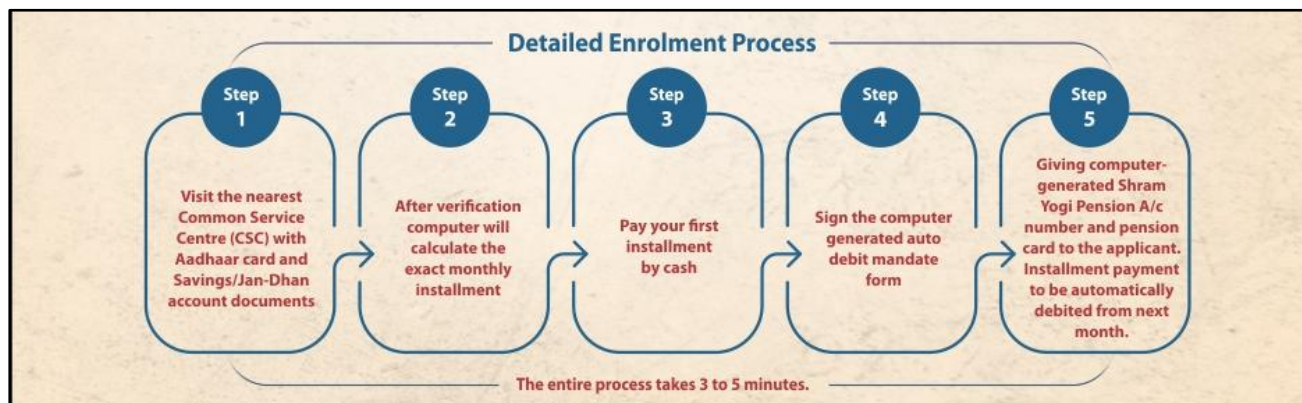 Detailed Enrolment Process
Step
1
Visit the nearest
Common Service
Centre (CSC) with
Aadhaar card and
Savings/Jan-Dhan
account documents
Step
2
After verification
computer will
calculate the
exact monthly
installment
Step
3
Pay your first
installment
by cash
Step
4
Sign the computer
generated auto
debit mandate
form
Step
5
Giving computer-
generated Shram
Yogi Pension A/c
number and pension
card to the applicant.
Installment payment
to be automatically
debited from next
month.
The entire process takes 3 to 5 minutes.